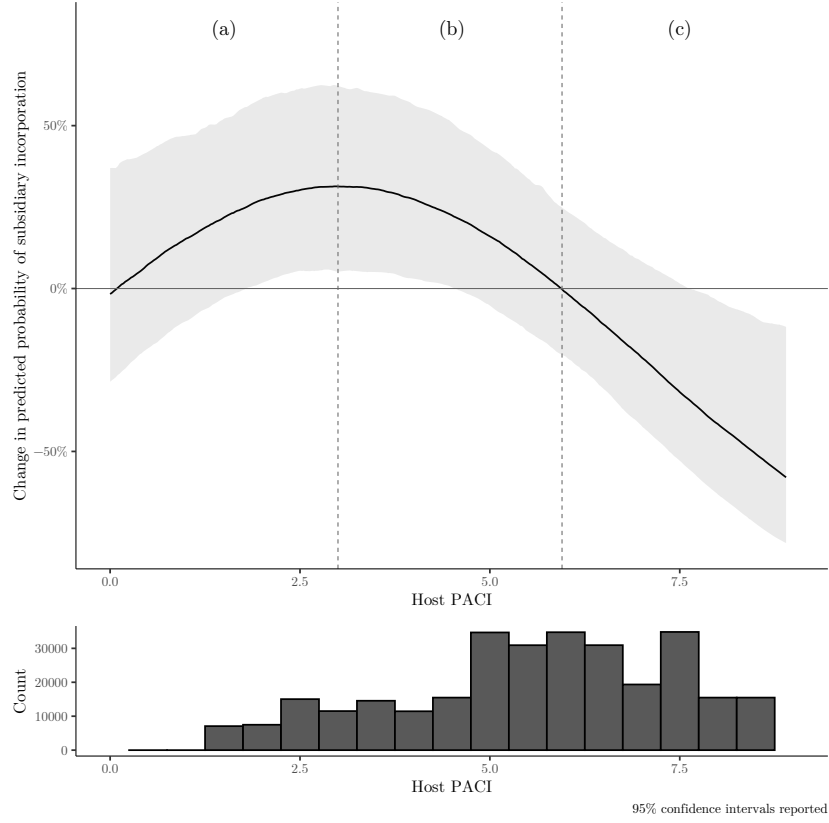 (a) (b) (c)
Change in predicted probability of subsidiary incorporation
50%
0%
−50%
0.0 2.5 5.0 7.5
Host PACI
Count
30000
20000
10000
0
0.0 2.5 5.0 7.5
Host PACI
95% confidence intervals reported